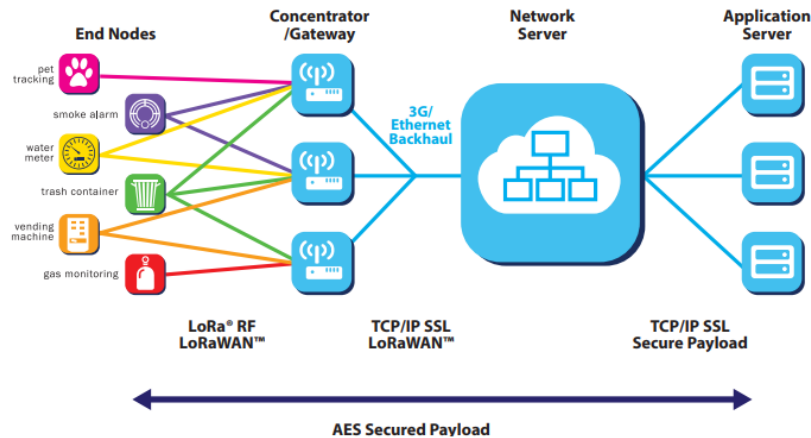 End Nodes
Concentrator
/Gateway
Network
Server
Application
Server
pet
tracking
smoke alarm
water
meter
trash container
vending
machine
gas monitoring
3G/
Ethernet
Backhaul
LoRa® RF
LoRaWAN™
TCP/IP SSL
LoRaWAN™
TCP/IP SSL
Secure Payload
AES Secured Payload